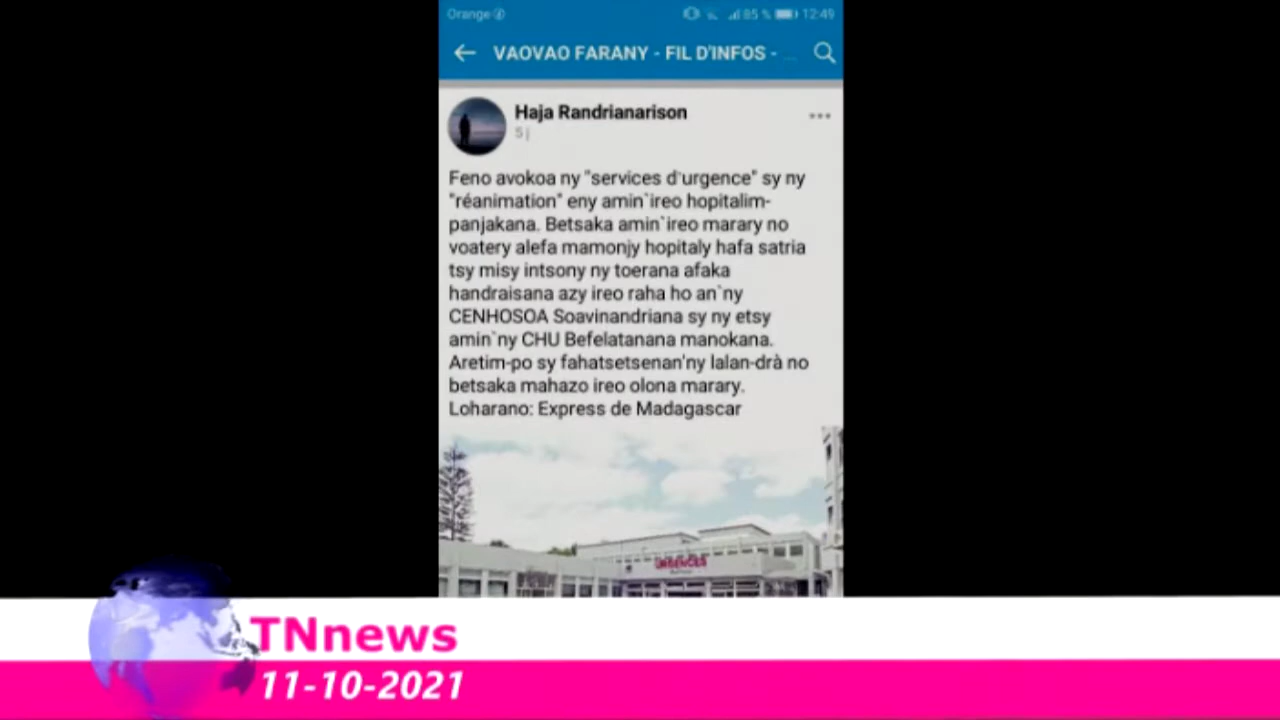 Orange
85 %
12:49
VAOVAO FARANY - FIL D'INFOS - ...
Haja Randrianarison
5 j
Feno avokoa ny "services d'urgence" sy ny
"réanimation" eny amin`ireo hopitalim-
panjakana. Betsaka amin`ireo marary no
voatery alefa mamonjy hopitaly hafa satria
tsy misy intsony ny toerana afaka
handraisana azy ireo raha ho an`ny
CENHOSOA Soavinandriana sy ny etsy
amin`ny CHU Befelatanana manokana.
Aretim-po sy fahatsetsenan'ny lalan-drà no
betsaka mahazo ireo olona marary.
Loharano: Express de Madagascar
URGENCES
TNnews
11-10-2021